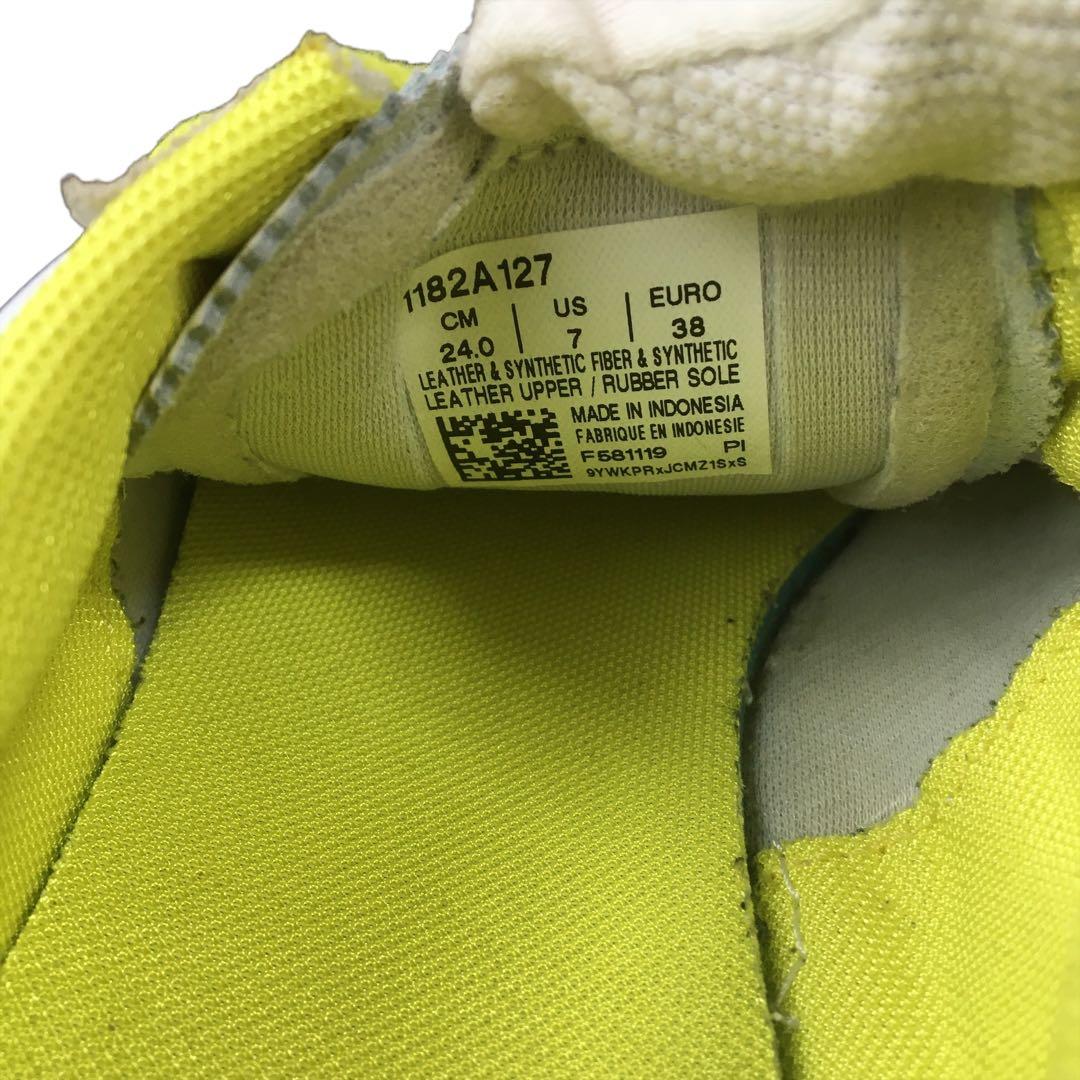 1182A127
CM | US | EURO
24.0 | 7 | 38
LEATHER & SYNTHETIC FIBER & SYNTHETIC
LEATHER UPPER / RUBBER SOLE
MADE IN INDONESIA
FABRIQUE EN INDONESIE
F581119 PI
9YWKPRxJCMZ1SxS